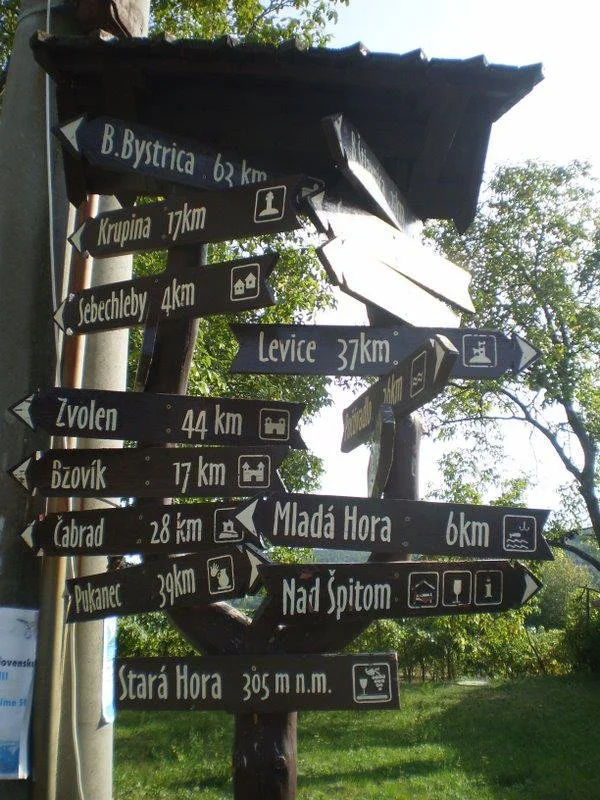 B.Bystrica 63 km
Krupina 17km
Sebechleby 4km
Levice 37km
Zvolen 44 km
Bzovík 17 km
Čabraď 28 km
Mladá Hora 6km
Pukanec 39km
Nad Špitom
i
Stará Hora 305 m n.m.